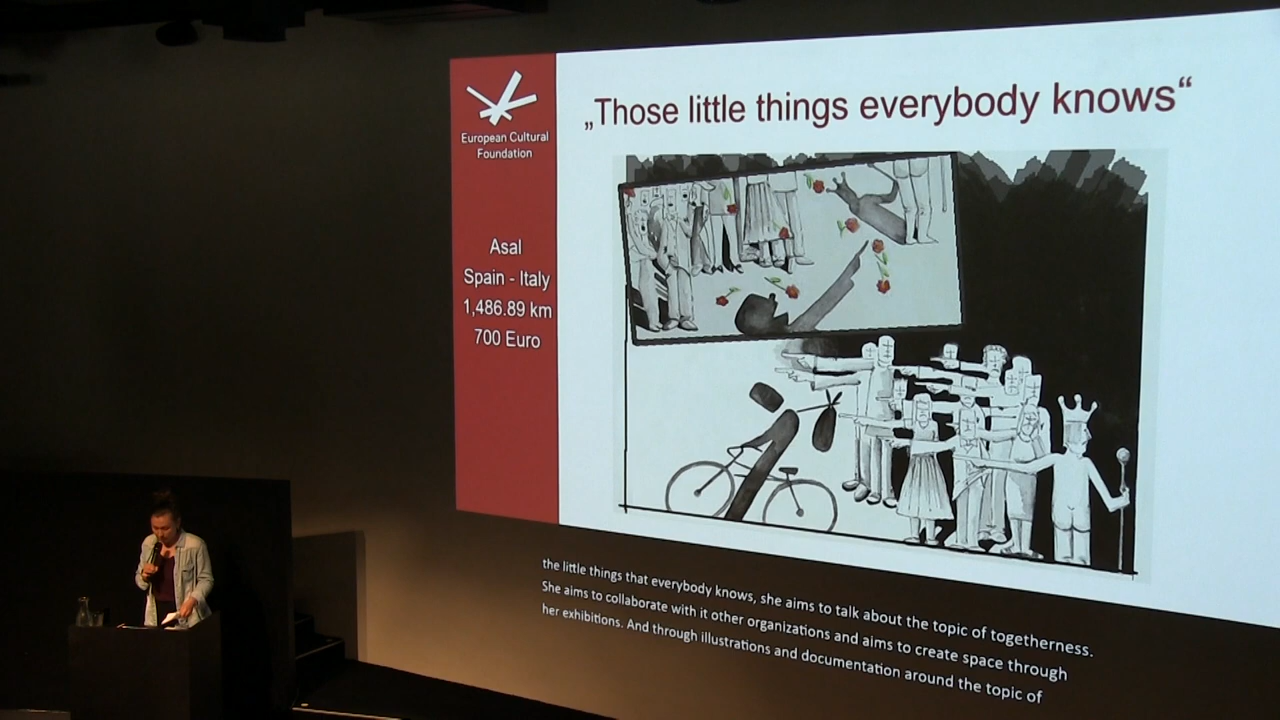 European Cultural
Foundation
Asal
Spain - Italy
1,486.89 km
700 Euro
„Those little things everybody knows“
the little things that everybody knows, she aims to talk about the topic of togetherness.
She aims to collaborate with it other organizations and aims to create space through
her exhibitions. And through illustrations and documentation around the topic of